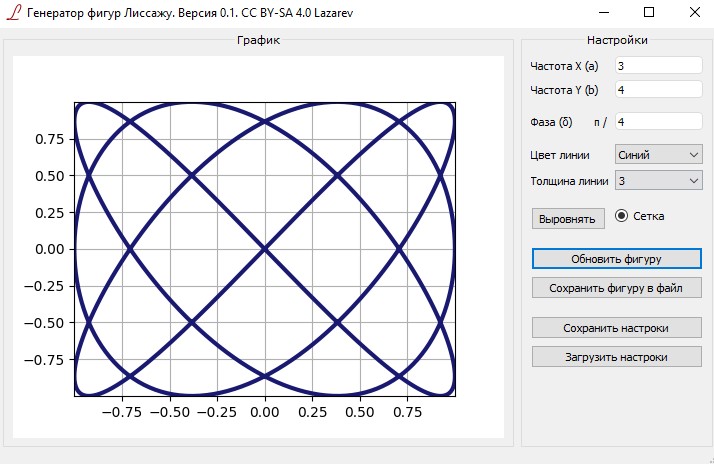 Генератор фигур Лиссажу. Версия 0.1. CC BY-SA 4.0 Lazarev
График
0.75
0.50
0.25
0.00
−0.25
−0.50
−0.75
−0.75 −0.50 −0.25 0.00 0.25 0.50 0.75
Настройки
Частота X (a) 3
Частота Y (b) 4
Фаза (δ) π / 4
Цвет линии Синий
Толщина линии 3
Выровнять Сетка
Обновить фигуру
Сохранить фигуру в файл
Сохранить настройки
Загрузить настройки